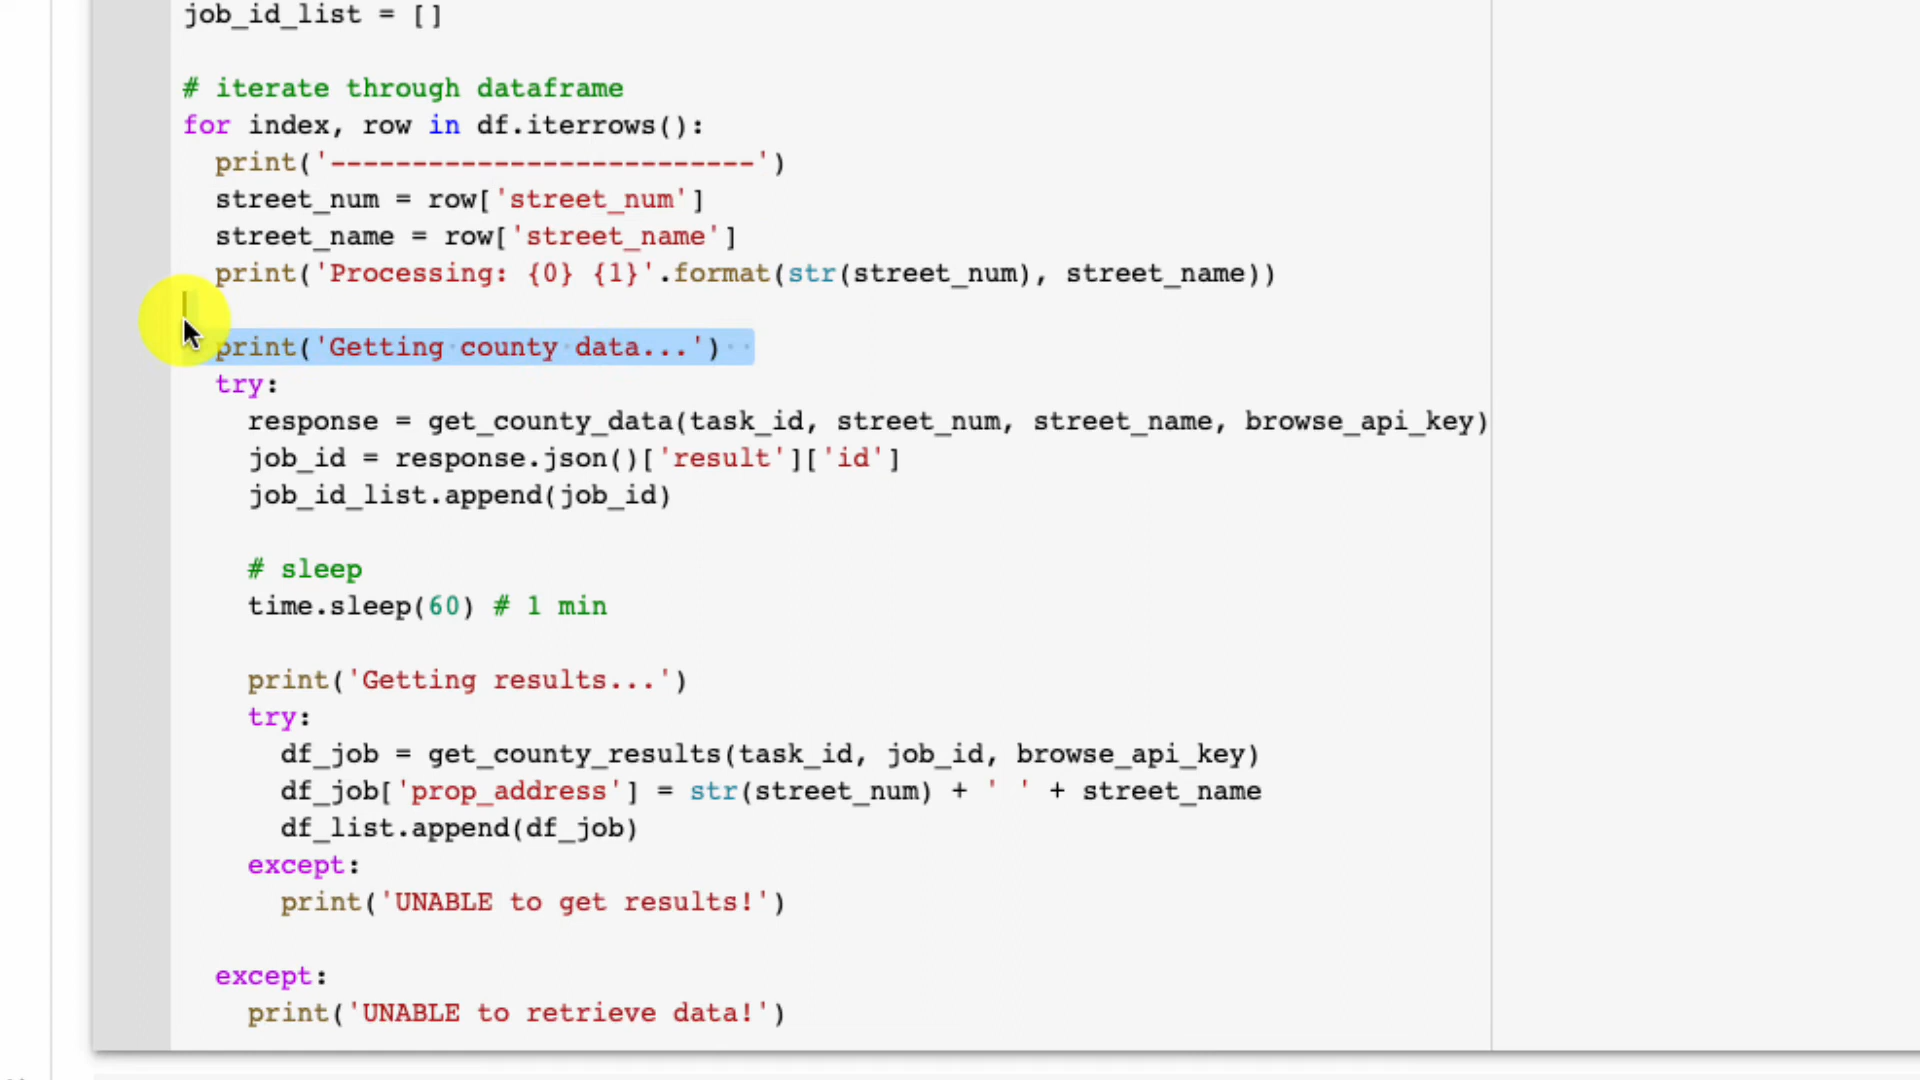 job_id_list = []
# iterate through dataframe
for index, row in df.iterrows():
  print('--------------------------')
  street_num = row['street_num']
  street_name = row['street_name']
  print('Processing: {0} {1}'.format(str(street_num), street_name))
  print('Getting county data...')
  try:
    response = get_county_data(task_id, street_num, street_name, browse_api_key)
    job_id = response.json()['result']['id']
    job_id_list.append(job_id)
    # sleep
    time.sleep(60) # 1 min
    print('Getting results...')
    try:
      df_job = get_county_results(task_id, job_id, browse_api_key)
      df_job['prop_address'] = str(street_num) + ' ' + street_name
      df_list.append(df_job)
    except:
      print('UNABLE to get results!')
  except:
    print('UNABLE to retrieve data!')